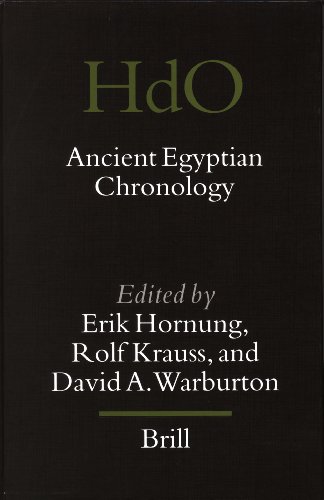 HdO
Ancient Egyptian
Chronology
Edited by
Erik Hornung,
Rolf Krauss, and
David A. Warburton
Brill